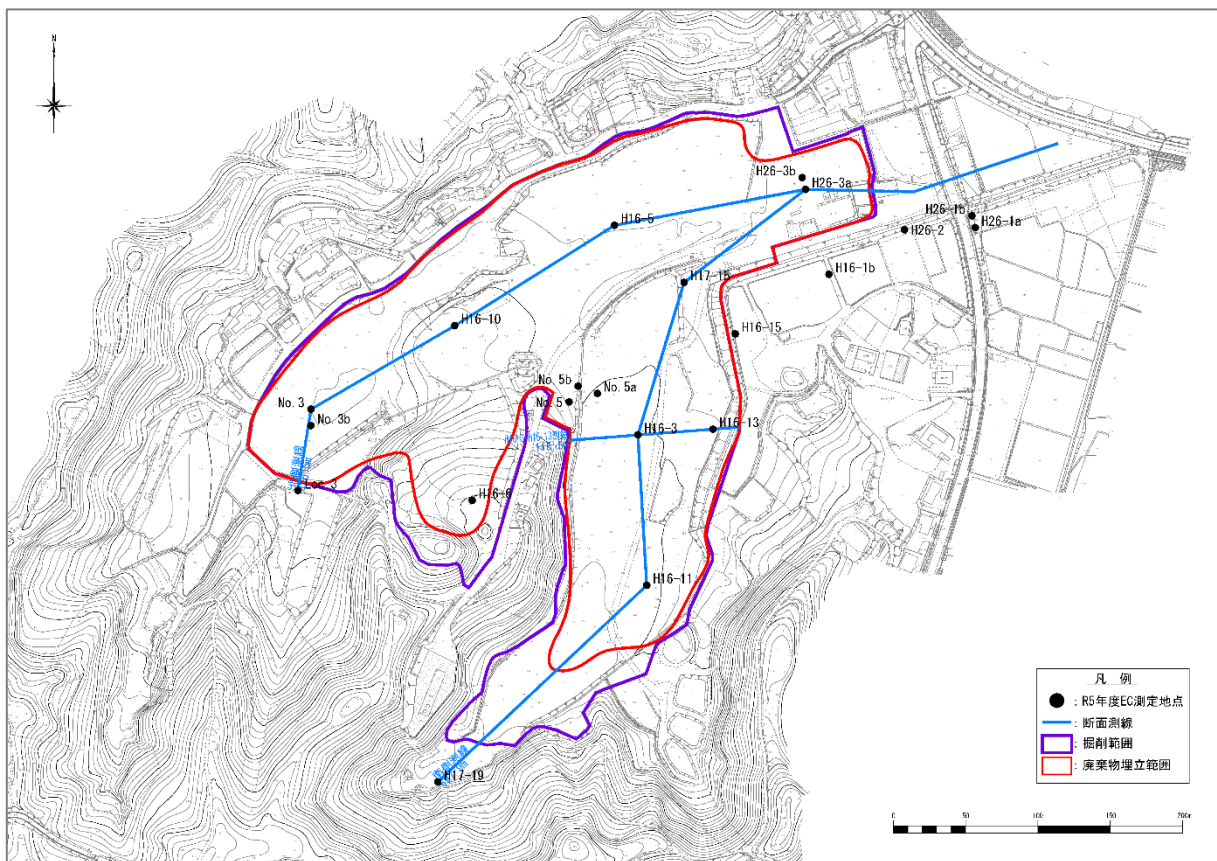 N
H26-3b
H26-3a
H26-1b
H26-1a
H26-2
H16-5
H16-1b
H17-15
H16-10
H16-15
No. 5b
No. 5a
No. 5
No. 3
No. 3b
H16-3
H16-13
Loc. 3
H16-6
H16-11
H17-19
凡 例
: R5年度EC測定地点
: 断面測線
: 掘削範囲
: 廃棄物埋立範囲
0 50 100 150 200m